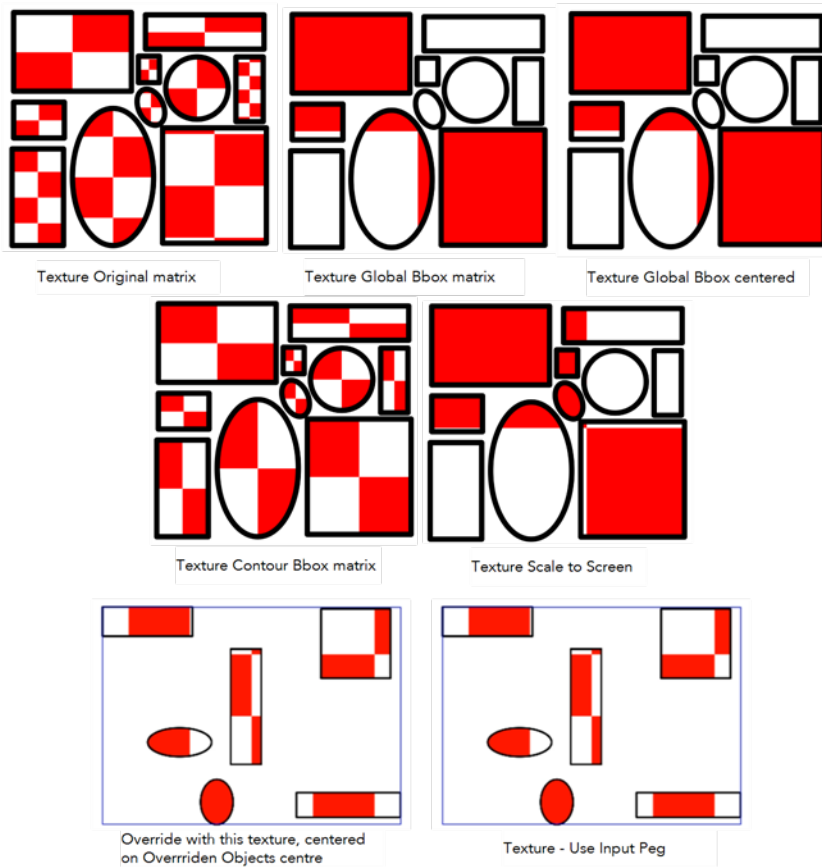 Texture Original matrix
Texture Global Bbox matrix
Texture Global Bbox centered
Texture Contour Bbox matrix
Texture Scale to Screen
Override with this texture, centered
on Overrriden Objects centre
Texture - Use Input Peg